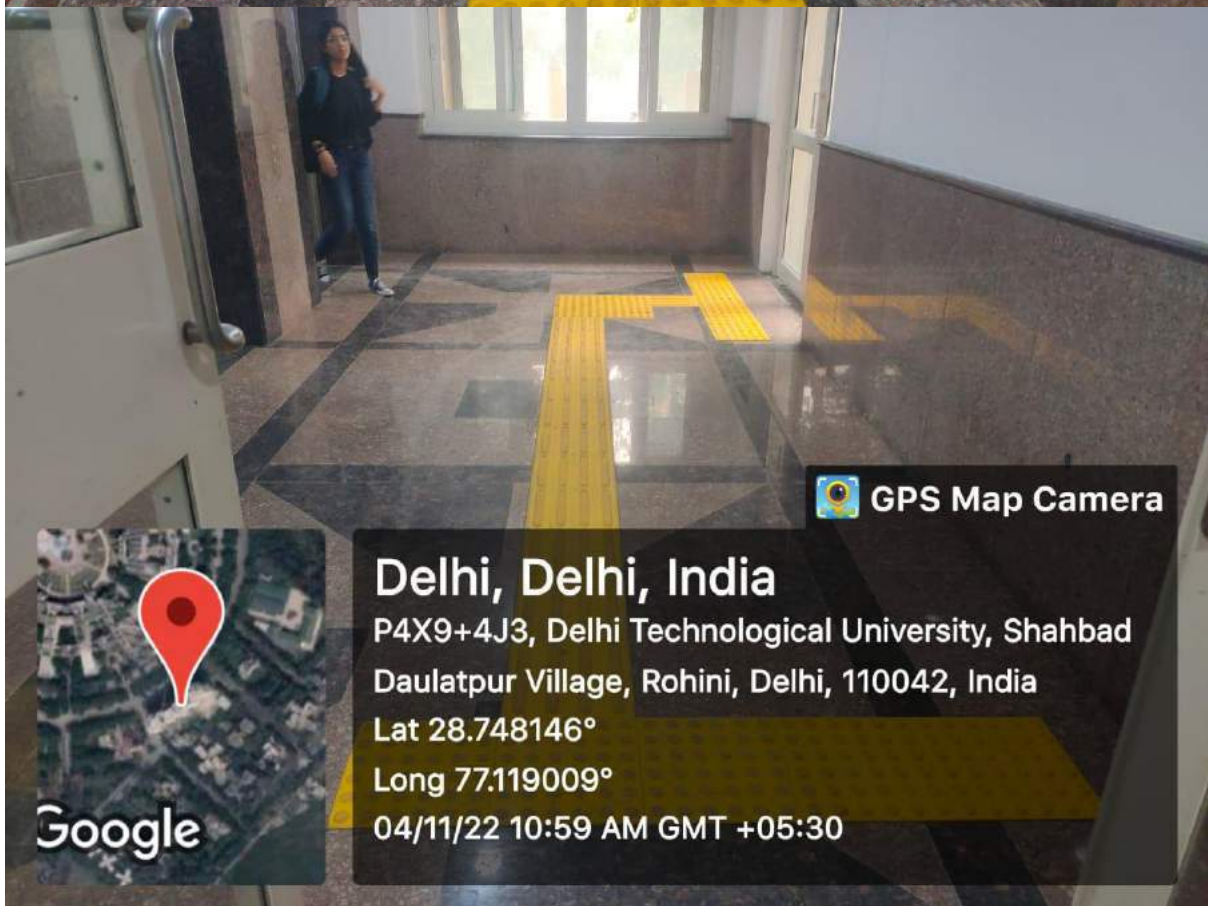 GPS Map Camera
Delhi, Delhi, India
P4X9+4J3, Delhi Technological University, Shahbad
Daulatpur Village, Rohini, Delhi, 110042, India
Lat 28.748146°
Long 77.119009°
04/11/22 10:59 AM GMT +05:30
Google